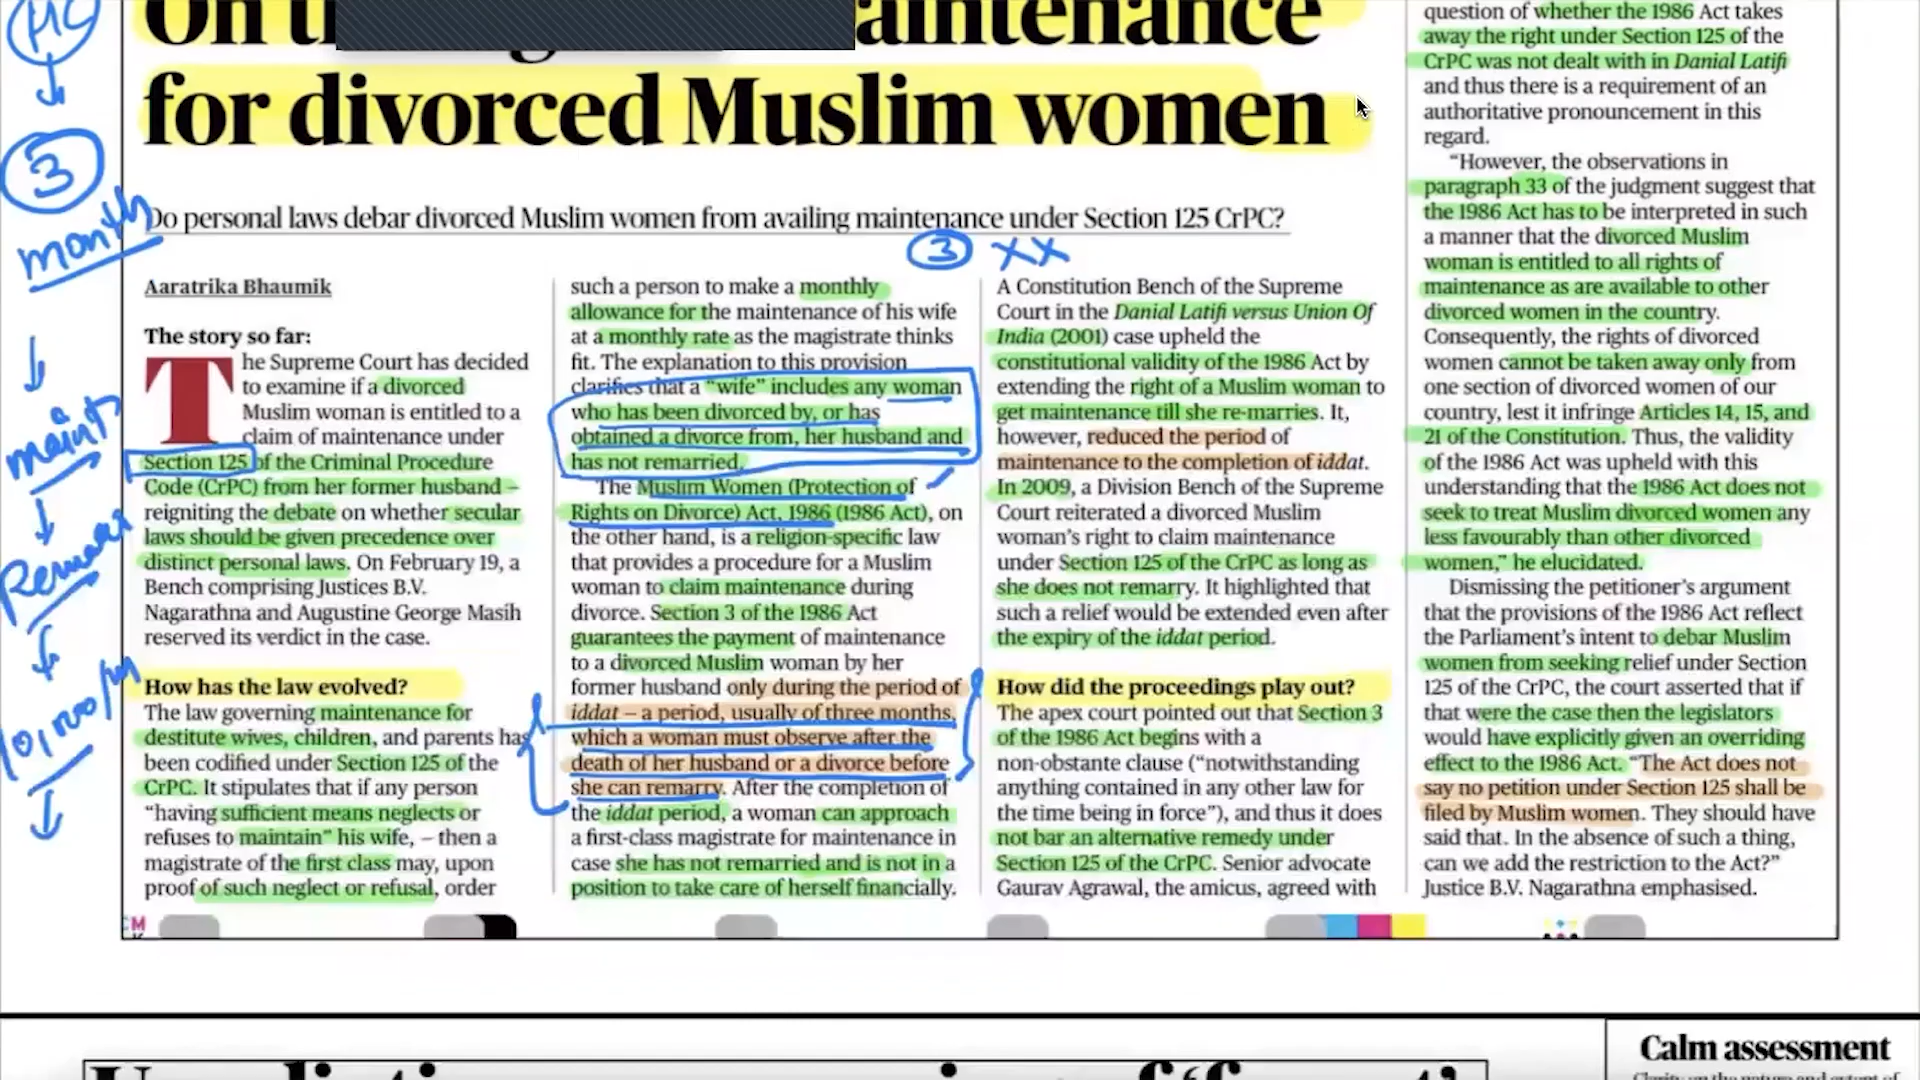 HC
3
month
maint
10,000/M
aintenance
for divorced Muslim women
Do personal laws debar divorced Muslim women from availing maintenance under Section 125 CrPC?
3 XX
Aaratrika Bhaumik
The story so far:
The Supreme Court has decided
to examine if a divorced
Muslim woman is entitled to a
claim of maintenance under
Section 125 of the Criminal Procedure
Code (CrPC) from her former husband –
reigniting the debate on whether secular
laws should be given precedence over
distinct personal laws. On February 19, a
Bench comprising Justices B.V.
Nagarathna and Augustine George Masih
reserved its verdict in the case.
How has the law evolved?
The law governing maintenance for
destitute wives, children, and parents has
been codified under Section 125 of the
CrPC. It stipulates that if any person
“having sufficient means neglects or
refuses to maintain” his wife, – then a
magistrate of the first class may, upon
proof of such neglect or refusal, order
such a person to make a monthly
allowance for the maintenance of his wife
at a monthly rate as the magistrate thinks
fit. The explanation to this provision
clarifies that a “wife” includes any woman
who has been divorced by, or has
obtained a divorce from, her husband and
has not remarried.
The Muslim Women (Protection of
Rights on Divorce) Act, 1986 (1986 Act), on
the other hand, is a religion-specific law
that provides a procedure for a Muslim
woman to claim maintenance during
divorce. Section 3 of the 1986 Act
guarantees the payment of maintenance
to a divorced Muslim woman by her
former husband only during the period of
iddat – a period, usually of three months,
which a woman must observe after the
death of her husband or a divorce before
she can remarry. After the completion of
the iddat period, a woman can approach
a first-class magistrate for maintenance in
case she has not remarried and is not in a
position to take care of herself financially.
A Constitution Bench of the Supreme
Court in the Danial Latifi versus Union Of
India (2001) case upheld the
constitutional validity of the 1986 Act by
extending the right of a Muslim woman to
get maintenance till she re-marries. It,
however, reduced the period of
maintenance to the completion of iddat.
In 2009, a Division Bench of the Supreme
Court reiterated a divorced Muslim
woman’s right to claim maintenance
under Section 125 of the CrPC as long as
she does not remarry. It highlighted that
such a relief would be extended even after
the expiry of the iddat period.
How did the proceedings play out?
The apex court pointed out that Section 3
of the 1986 Act begins with a
non-obstante clause (“notwithstanding
anything contained in any other law for
the time being in force”), and thus it does
not bar an alternative remedy under
Section 125 of the CrPC. Senior advocate
Gaurav Agrawal, the amicus, agreed with
question of whether the 1986 Act takes
away the right under Section 125 of the
CrPC was not dealt with in Danial Latifi
and thus there is a requirement of an
authoritative pronouncement in this
regard.
“However, the observations in
paragraph 33 of the judgment suggest that
the 1986 Act has to be interpreted in such
a manner that the divorced Muslim
woman is entitled to all rights of
maintenance as are available to other
divorced women in the country.
Consequently, the rights of divorced
women cannot be taken away only from
one section of divorced women of our
country, lest it infringe Articles 14, 15, and
21 of the Constitution. Thus, the validity
of the 1986 Act was upheld with this
understanding that the 1986 Act does not
seek to treat Muslim divorced women any
less favourably than other divorced
women,” he elucidated.
Dismissing the petitioner’s argument
that the provisions of the 1986 Act reflect
the Parliament’s intent to debar Muslim
women from seeking relief under Section
125 of the CrPC, the court asserted that if
that were the case then the legislators
would have explicitly given an overriding
effect to the 1986 Act. “The Act does not
say no petition under Section 125 shall be
filed by Muslim women. They should have
said that. In the absence of such a thing,
can we add the restriction to the Act?”
Justice B.V. Nagarathna emphasised.
Calm assessment